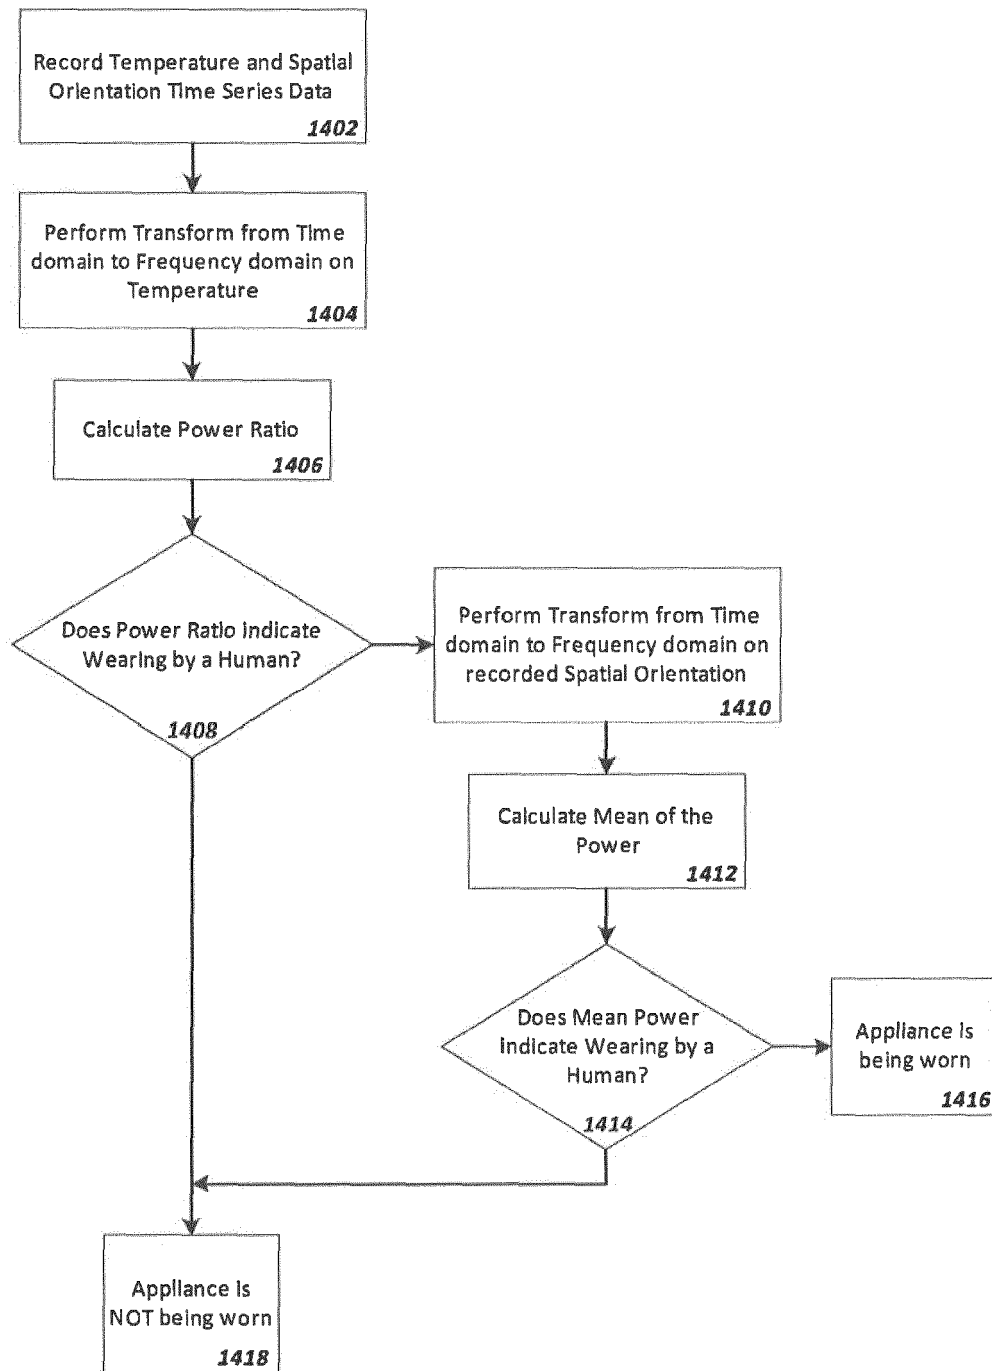 Record Temperature and Spatial
Orientation Time Series Data
1402
Perform Transform from Time
domain to Frequency domain on
Temperature
1404
Calculate Power Ratio
1406
Does Power Ratio indicate
Wearing by a Human?
1408
Perform Transform from Time
domain to Frequency domain on
recorded Spatial Orientation
1410
Calculate Mean of the
Power
1412
Does Mean Power
indicate Wearing by a
Human?
1414
Appliance is
being worn
1416
Appliance is
NOT being worn
1418